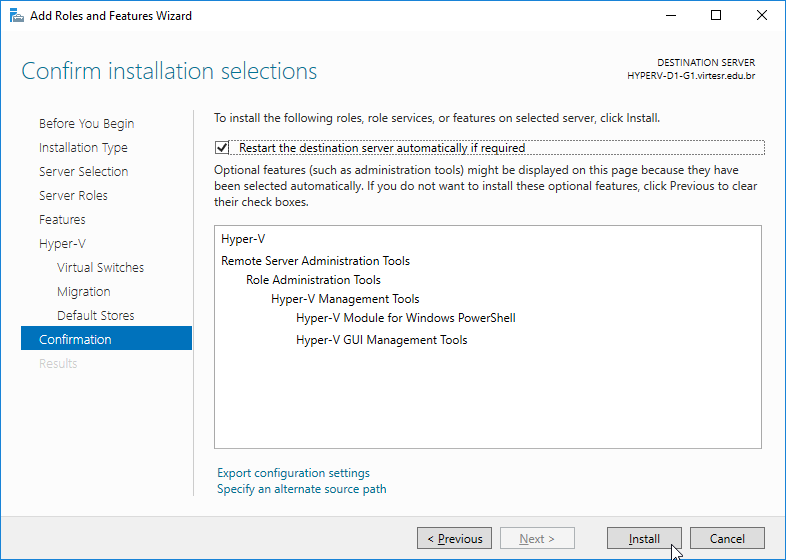 Add Roles and Features Wizard
Confirm installation selections
DESTINATION SERVER
HYPERV-D1-G1.virtesr.edu.br
Before You Begin
Installation Type
Server Selection
Server Roles
Features
Hyper-V
Virtual Switches
Migration
Default Stores
Confirmation
Results
To install the following roles, role services, or features on selected server, click Install.
Restart the destination server automatically if required
Optional features (such as administration tools) might be displayed on this page because they have
been selected automatically. If you do not want to install these optional features, click Previous to clear
their check boxes.
Hyper-V
Remote Server Administration Tools
Role Administration Tools
Hyper-V Management Tools
Hyper-V Module for Windows PowerShell
Hyper-V GUI Management Tools
Export configuration settings
Specify an alternate source path
< Previous
Next >
Install
Cancel